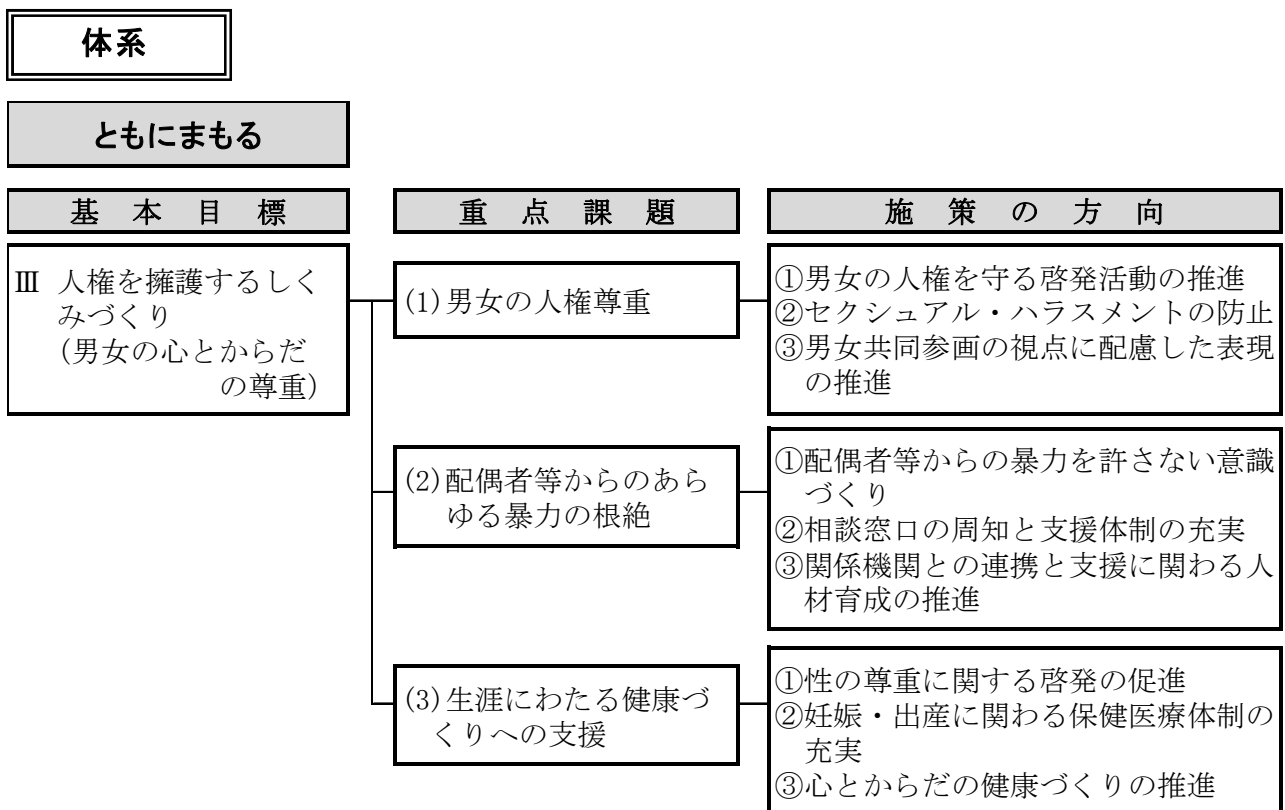 体系
ともにまもる
基本目標
重点課題
施策の方向
Ⅲ 人権を擁護するしく
みづくり
(男女の心とからだ
の尊重)
(1)男女の人権尊重
①男女の人権を守る啓発活動の推進
②セクシュアル・ハラスメントの防止
③男女共同参画の視点に配慮した表現
の推進
(2)配偶者等からのあら
ゆる暴力の根絶
①配偶者等からの暴力を許さない意識
づくり
②相談窓口の周知と支援体制の充実
③関係機関との連携と支援に関わる人
材育成の推進
(3)生涯にわたる健康づ
くりへの支援
①性の尊重に関する啓発の促進
②妊娠・出産に関わる保健医療体制の
充実
③心とからだの健康づくりの推進